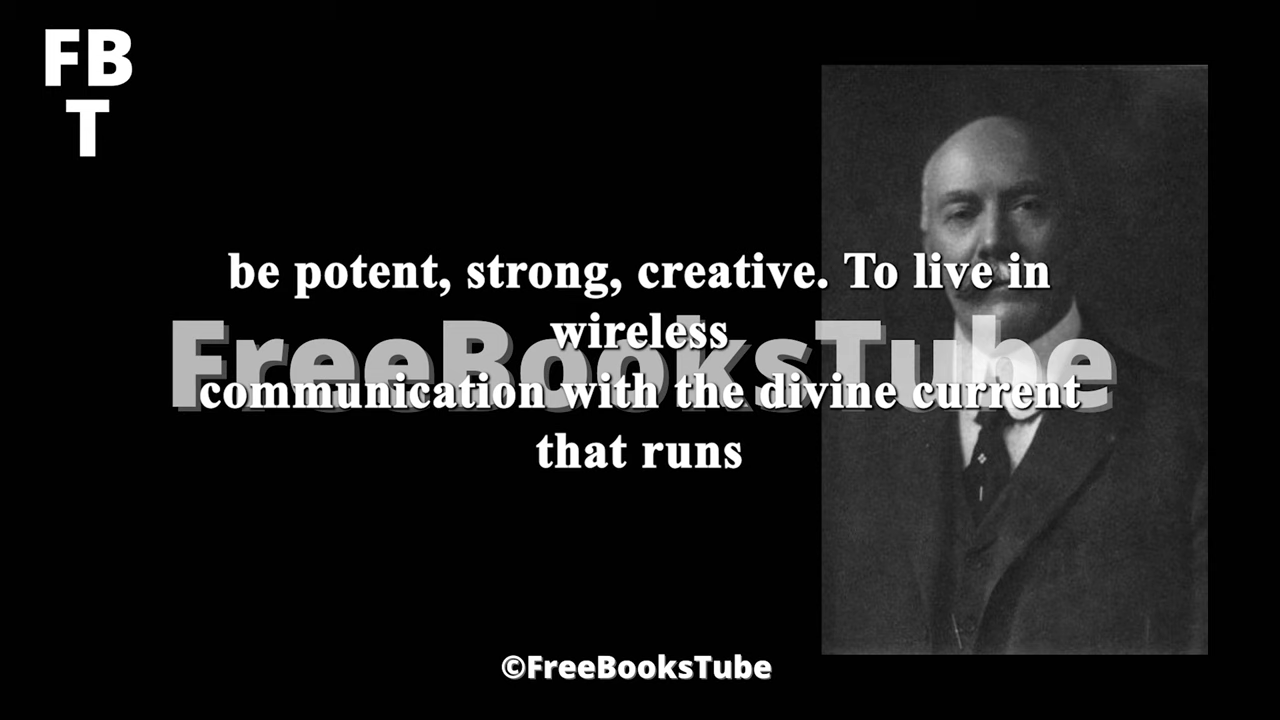 FB
T
be potent, strong, creative. To live in
wireless
FreeBooksTube
communication with the divine current
that runs
©FreeBooksTube